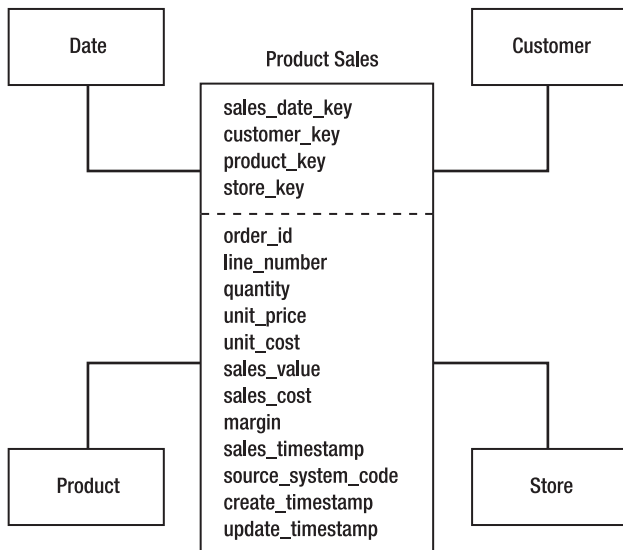 Date
Customer
Product Sales
sales_date_key
customer_key
product_key
store_key
order_id
line_number
quantity
unit_price
unit_cost
sales_value
sales_cost
margin
sales_timestamp
source_system_code
create_timestamp
update_timestamp
Product
Store